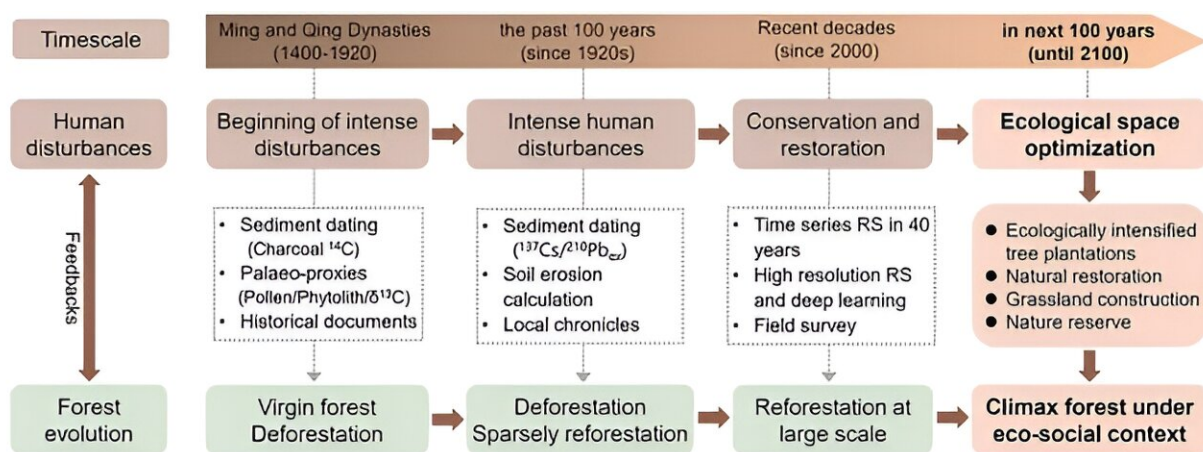 Timescale
Ming and Qing Dynasties
(1400-1920)
the past 100 years
(since 1920s)
Recent decades
(since 2000)
in next 100 years
(until 2100)
Human
disturbances
Beginning of intense
disturbances
Intense human
disturbances
Conservation and
restoration
Ecological space
optimization
Feedbacks
• Sediment dating
(Charcoal ¹⁴C)
• Palaeo-proxies
(Pollen/Phytolith/δ¹³C)
• Historical documents
• Sediment dating
(¹³⁷Cs/²¹⁰Pbₑₓ)
• Soil erosion
calculation
• Local chronicles
• Time series RS in 40
years
• High resolution RS
and deep learning
• Field survey
● Ecologically intensified
tree plantations
● Natural restoration
● Grassland construction
● Nature reserve
Forest
evolution
Virgin forest
Deforestation
Deforestation
Sparsely reforestation
Reforestation at
large scale
Climax forest under
eco-social context